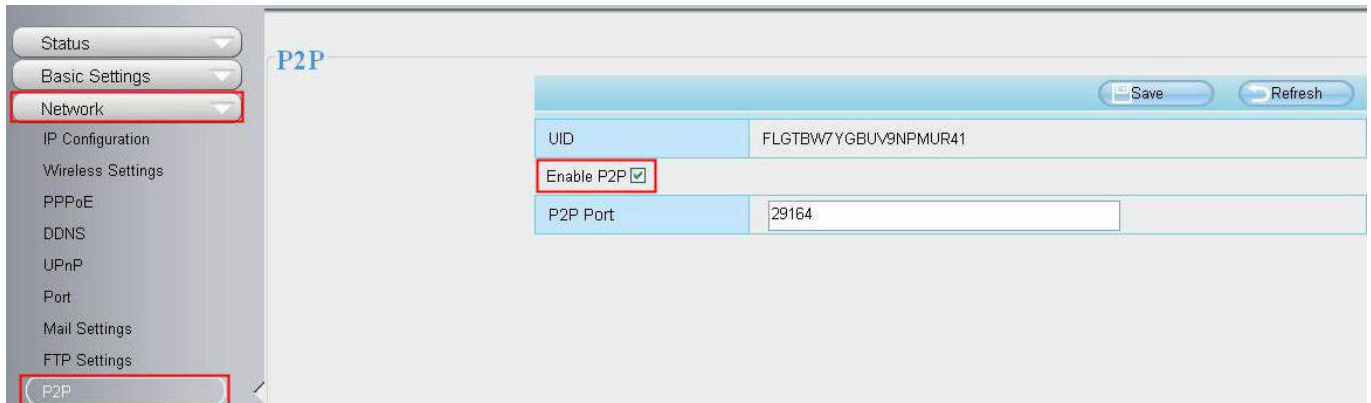 Status
Basic Settings
Network
IP Configuration
Wireless Settings
PPPoE
DDNS
UPnP
Port
Mail Settings
FTP Settings
P2P
P2P
Save Refresh
UID FLGTBW7YGBUV9NPMUR41
Enable P2P
P2P Port 29164